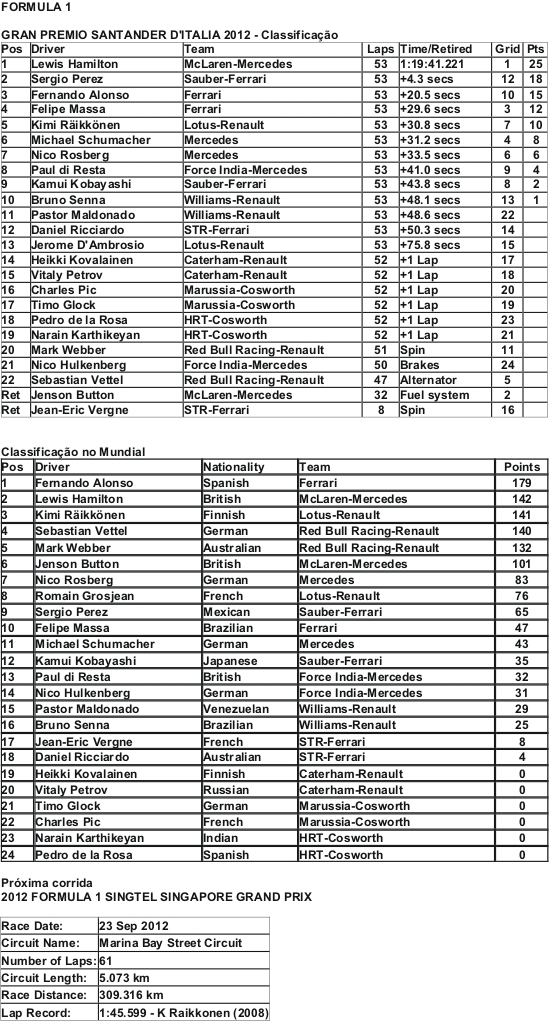 FORMULA 1
GRAN PREMIO SANTANDER D'ITALIA 2012 - Classificação
Pos Driver Team Laps Time/Retired Grid Pts
1 Lewis Hamilton McLaren-Mercedes 53 1:19:41.221 1 25
2 Sergio Perez Sauber-Ferrari 53 +4.3 secs 12 18
3 Fernando Alonso Ferrari 53 +20.5 secs 10 15
4 Felipe Massa Ferrari 53 +29.6 secs 3 12
5 Kimi Räikkönen Lotus-Renault 53 +30.8 secs 7 10
6 Michael Schumacher Mercedes 53 +31.2 secs 4 8
7 Nico Rosberg Mercedes 53 +33.5 secs 6 6
8 Paul di Resta Force India-Mercedes 53 +41.0 secs 9 4
9 Kamui Kobayashi Sauber-Ferrari 53 +43.8 secs 8 2
10 Bruno Senna Williams-Renault 53 +48.1 secs 13 1
11 Pastor Maldonado Williams-Renault 53 +48.6 secs 22
12 Daniel Ricciardo STR-Ferrari 53 +50.3 secs 14
13 Jerome D'Ambrosio Lotus-Renault 53 +75.8 secs 15
14 Heikki Kovalainen Caterham-Renault 52 +1 Lap 17
15 Vitaly Petrov Caterham-Renault 52 +1 Lap 18
16 Charles Pic Marussia-Cosworth 52 +1 Lap 20
17 Timo Glock Marussia-Cosworth 52 +1 Lap 19
18 Pedro de la Rosa HRT-Cosworth 52 +1 Lap 23
19 Narain Karthikeyan HRT-Cosworth 52 +1 Lap 21
20 Mark Webber Red Bull Racing-Renault 51 Spin 11
21 Nico Hulkenberg Force India-Mercedes 50 Brakes 24
22 Sebastian Vettel Red Bull Racing-Renault 47 Alternator 5
Ret Jenson Button McLaren-Mercedes 32 Fuel system 2
Ret Jean-Eric Vergne STR-Ferrari 8 Spin 16
Classificação no Mundial
Pos Driver Nationality Team Points
1 Fernando Alonso Spanish Ferrari 179
2 Lewis Hamilton British McLaren-Mercedes 142
3 Kimi Räikkönen Finnish Lotus-Renault 141
4 Sebastian Vettel German Red Bull Racing-Renault 140
5 Mark Webber Australian Red Bull Racing-Renault 132
6 Jenson Button British McLaren-Mercedes 101
7 Nico Rosberg German Mercedes 83
8 Romain Grosjean French Lotus-Renault 76
9 Sergio Perez Mexican Sauber-Ferrari 65
10 Felipe Massa Brazilian Ferrari 47
11 Michael Schumacher German Mercedes 43
12 Kamui Kobayashi Japanese Sauber-Ferrari 35
13 Paul di Resta British Force India-Mercedes 32
14 Nico Hulkenberg German Force India-Mercedes 31
15 Pastor Maldonado Venezuelan Williams-Renault 29
16 Bruno Senna Brazilian Williams-Renault 25
17 Jean-Eric Vergne French STR-Ferrari 8
18 Daniel Ricciardo Australian STR-Ferrari 4
19 Heikki Kovalainen Finnish Caterham-Renault 0
20 Vitaly Petrov Russian Caterham-Renault 0
21 Timo Glock German Marussia-Cosworth 0
22 Charles Pic French Marussia-Cosworth 0
23 Narain Karthikeyan Indian HRT-Cosworth 0
24 Pedro de la Rosa Spanish HRT-Cosworth 0
Próxima corrida
2012 FORMULA 1 SINGTEL SINGAPORE GRAND PRIX
Race Date: 23 Sep 2012
Circuit Name: Marina Bay Street Circuit
Number of Laps: 61
Circuit Length: 5.073 km
Race Distance: 309.316 km
Lap Record: 1:45.599 - K Raikkonen (2008)